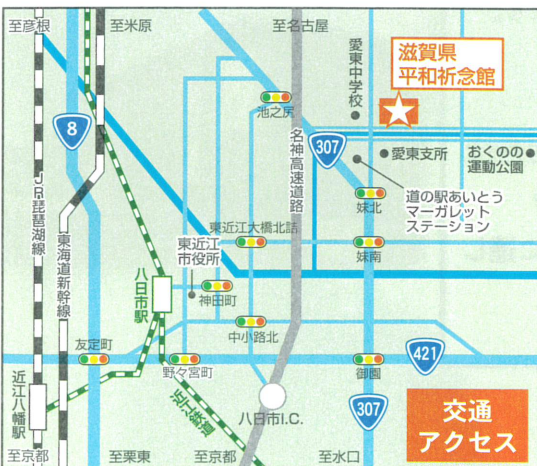 至彦根
至米原
至名古屋
滋賀県
平和祈念館
愛東中学校
池之尻
8
307
名神高速道路
愛東支所
おくのの
運動公園
道の駅あいとう
マーガレット
ステーション
妹北
JR琵琶湖線
東海道新幹線
東近江大橋北詰
妹南
東近江
市役所
八日市駅
神田町
中小路北
友定町
野々宮町
御園
421
近江八幡駅
近江鉄道
八日市I.C.
307
交通
アクセス
至京都
至栗東
至京都
至水口